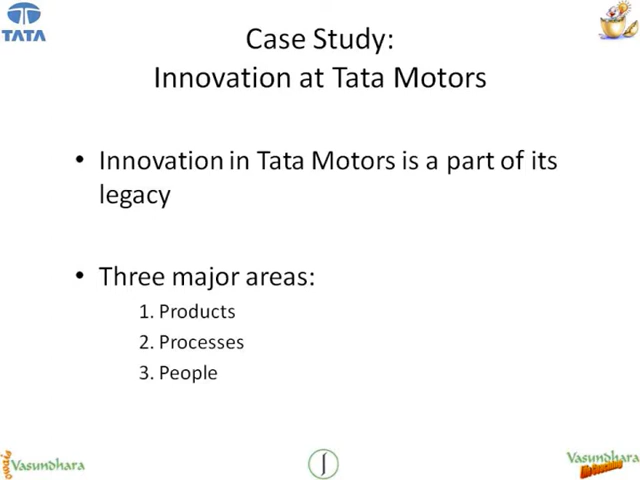 TATA
Case Study:
Innovation at Tata Motors
• Innovation in Tata Motors is a part of its
legacy
• Three major areas:
1. Products
2. Processes
3. People
Vasundhara
Vasundhara